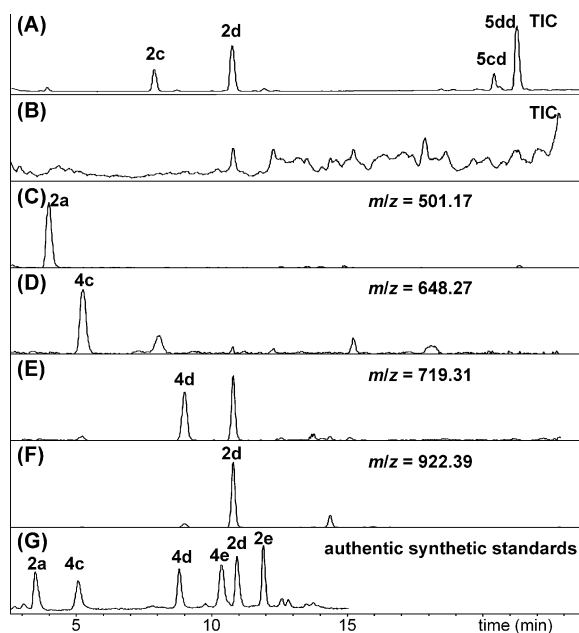 (A) 2c 2d 5cd 5dd TIC
(B) TIC
(C) 2a m/z = 501.17
(D) 4c m/z = 648.27
(E) 4d m/z = 719.31
(F) 2d m/z = 922.39
(G) authentic synthetic standards
2a 4c 4d 4e 2d 2e
5 10 15 time (min)